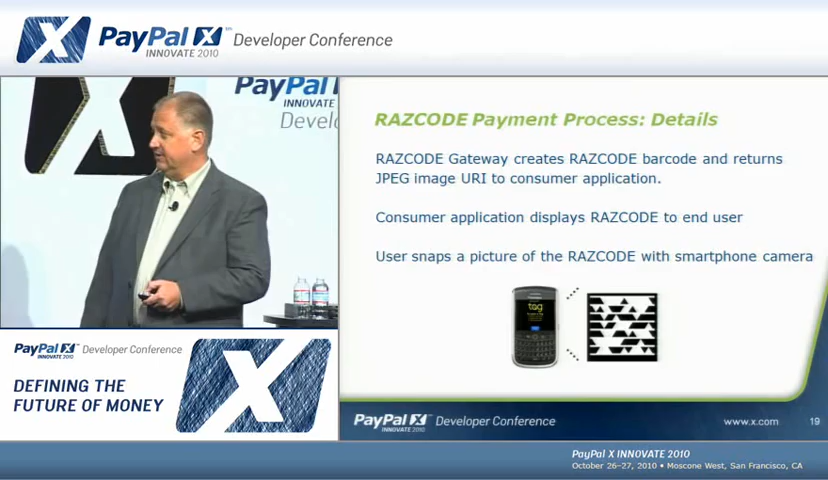 PayPal X Developer Conference
INNOVATE 2010
PayPal
INNOVATE
Develo
RAZCODE Payment Process: Details
RAZCODE Gateway creates RAZCODE barcode and returns
JPEG image URI to consumer application.
Consumer application displays RAZCODE to end user
User snaps a picture of the RAZCODE with smartphone camera
tag
PayPal X Developer Conference
INNOVATE 2010
DEFINING THE
FUTURE OF MONEY
PayPal X Developer Conference www.x.com 19
INNOVATE 2010
PayPal X INNOVATE 2010
October 26–27, 2010 • Moscone West, San Francisco, CA